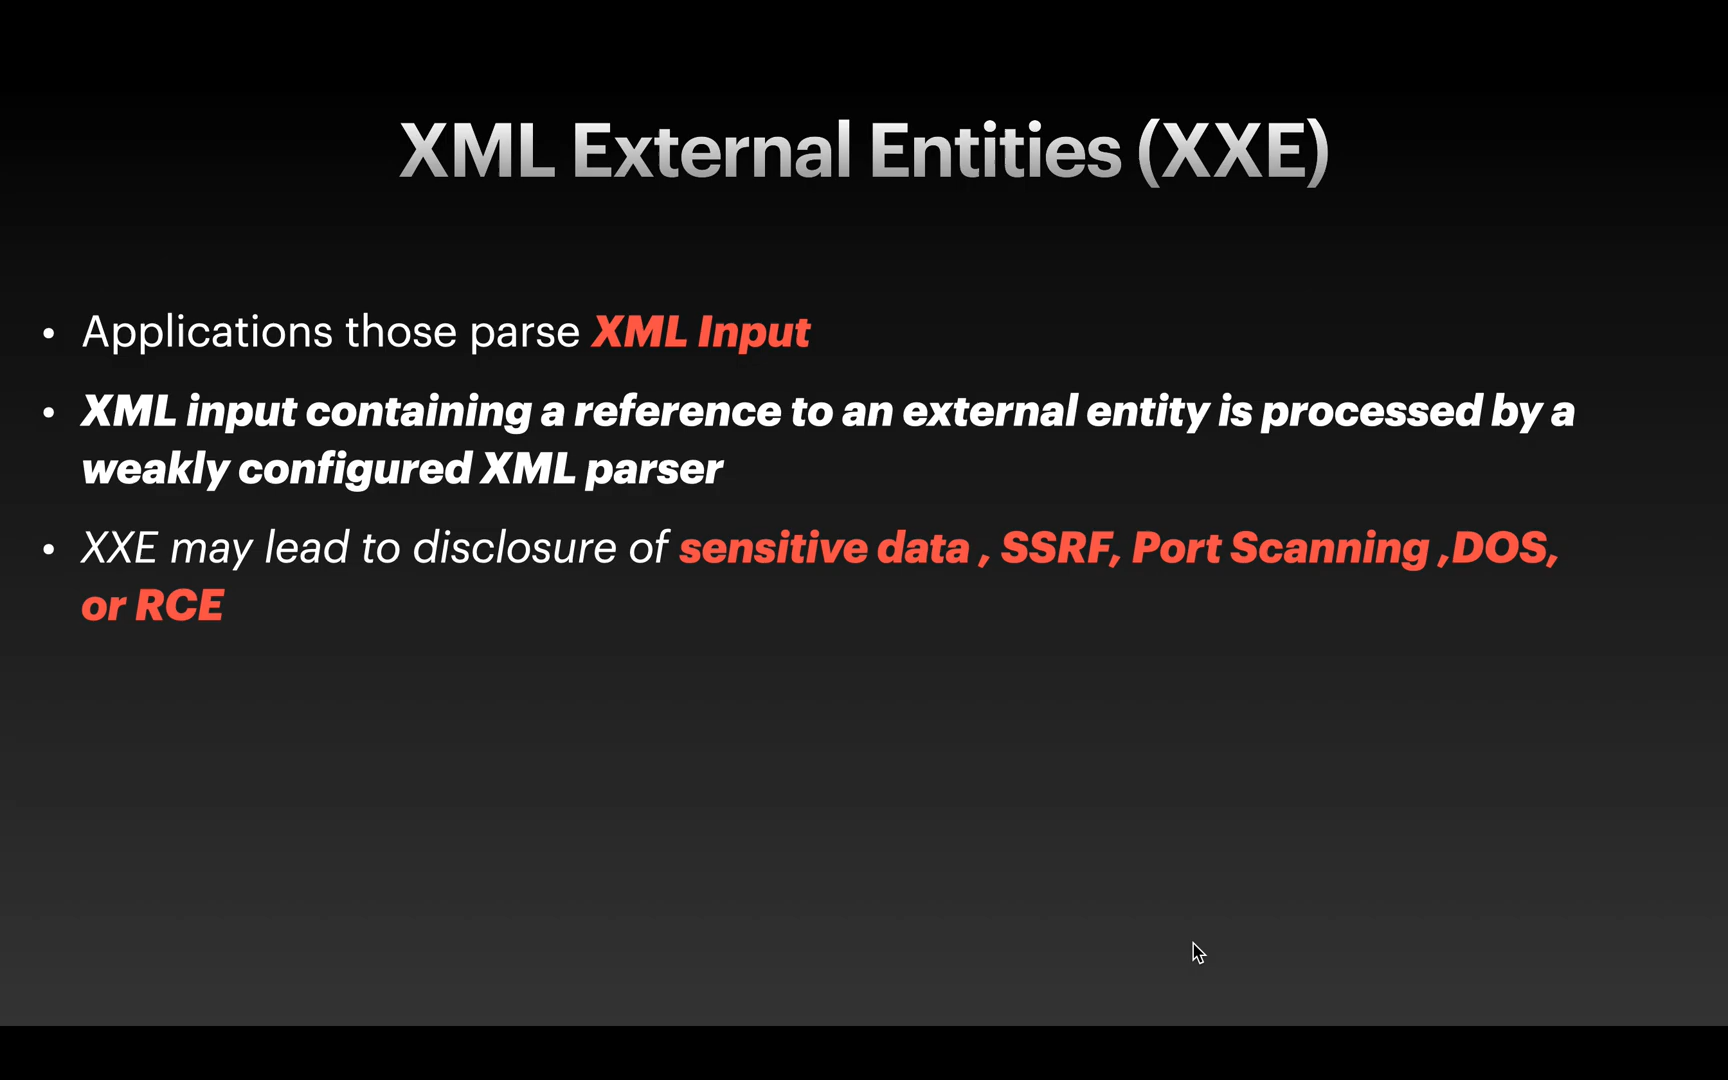 XML External Entities (XXE)
• Applications those parse XML Input
• XML input containing a reference to an external entity is processed by a
weakly configured XML parser
• XXE may lead to disclosure of sensitive data , SSRF, Port Scanning ,DOS,
or RCE